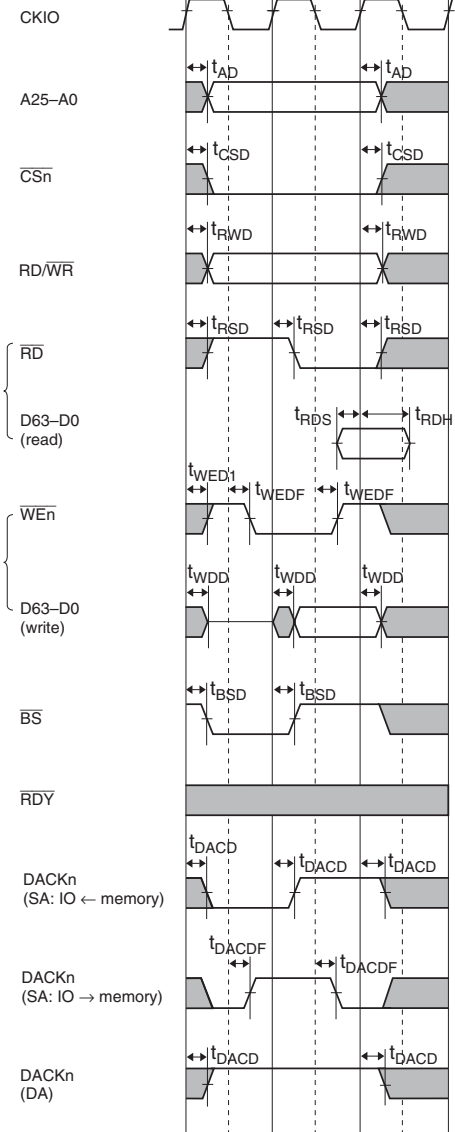 CKIO
tAD tAD
A25–A0
tCSD tCSD
CSn
tRWD tRWD
RD/WR
tRSD tRSD tRSD
RD
D63–D0
(read)
tRDS tRDH
tWED1 tWEDF tWEDF
WEn
tWDD tWDD tWDD
D63–D0
(write)
tBSD tBSD
BS
RDY
tDACD tDACD tDACD
DACKn
(SA: IO ← memory)
tDACDF tDACDF
DACKn
(SA: IO → memory)
tDACD tDACD
DACKn
(DA)